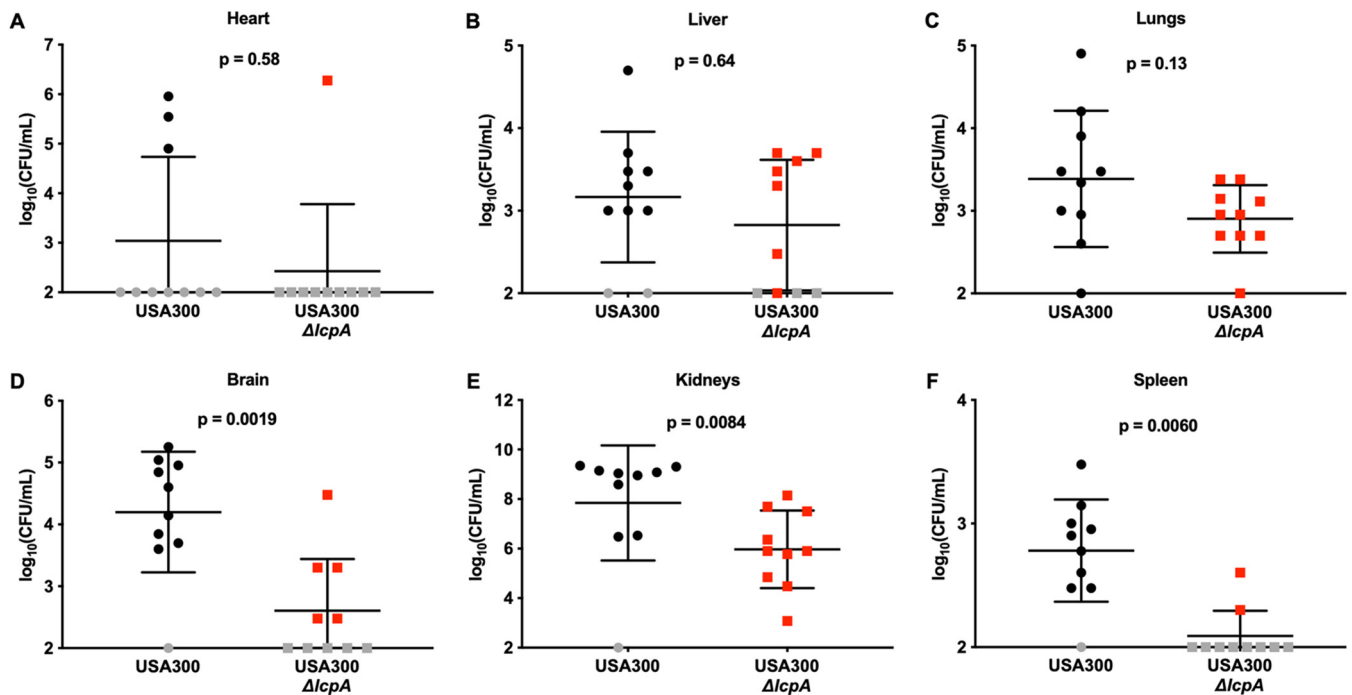 A
Heart
p = 0.58
log10(CFU/mL)
7
6
5
4
3
2
USA300
USA300
ΔlcpA
B
Liver
p = 0.64
log10(CFU/mL)
5
4
3
2
USA300
USA300
ΔlcpA
C
Lungs
p = 0.13
log10(CFU/mL)
5
4
3
2
USA300
USA300
ΔlcpA
D
Brain
p = 0.0019
log10(CFU/mL)
6
5
4
3
2
USA300
USA300
ΔlcpA
E
Kidneys
p = 0.0084
log10(CFU/mL)
12
10
8
6
4
2
USA300
USA300
ΔlcpA
F
Spleen
p = 0.0060
log10(CFU/mL)
4
3
2
USA300
USA300
ΔlcpA